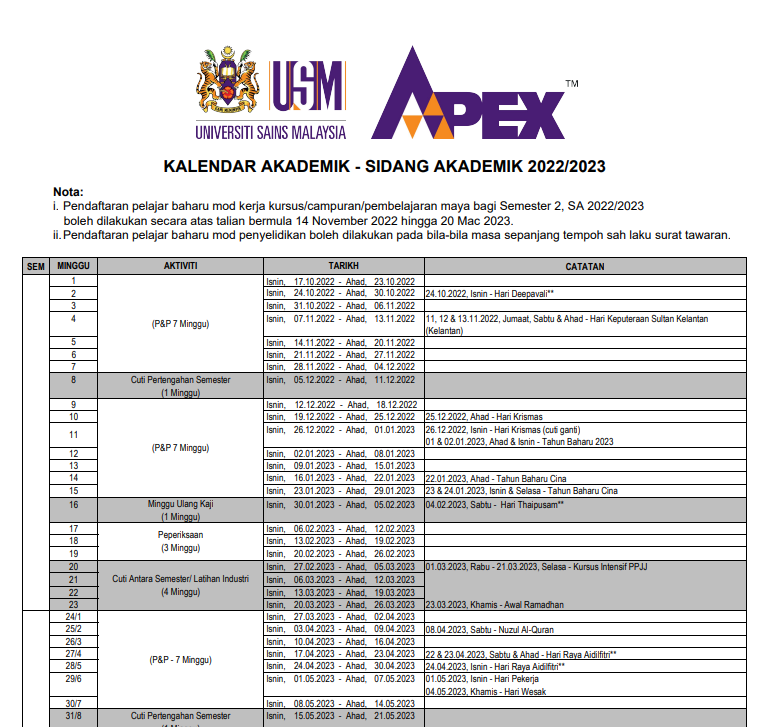 USM
UNIVERSITI SAINS MALAYSIA
APEX TM
KALENDAR AKADEMIK - SIDANG AKADEMIK 2022/2023
Nota:
i. Pendaftaran pelajar baharu mod kerja kursus/campuran/pembelajaran maya bagi Semester 2, SA 2022/2023
boleh dilakukan secara atas talian bermula 14 November 2022 hingga 20 Mac 2023.
ii. Pendaftaran pelajar baharu mod penyelidikan boleh dilakukan pada bila-bila masa sepanjang tempoh sah laku surat tawaran.
SEM MINGGU AKTIVITI TARIKH CATATAN
1 Isnin, 17.10.2022 - Ahad, 23.10.2022
2 Isnin, 24.10.2022 - Ahad, 30.10.2022 24.10.2022, Isnin - Hari Deepavali**
3 Isnin, 31.10.2022 - Ahad, 06.11.2022
4 (P&P 7 Minggu) Isnin, 07.11.2022 - Ahad, 13.11.2022 11, 12 & 13.11.2022, Jumaat, Sabtu & Ahad - Hari Keputeraan Sultan Kelantan
(Kelantan)
5 Isnin, 14.11.2022 - Ahad, 20.11.2022
6 Isnin, 21.11.2022 - Ahad, 27.11.2022
7 Isnin, 28.11.2022 - Ahad, 04.12.2022
8 Cuti Pertengahan Semester Isnin, 05.12.2022 - Ahad, 11.12.2022
(1 Minggu)
9 Isnin, 12.12.2022 - Ahad, 18.12.2022
10 Isnin, 19.12.2022 - Ahad, 25.12.2022 25.12.2022, Ahad - Hari Krismas
11 Isnin, 26.12.2022 - Ahad, 01.01.2023 26.12.2022, Isnin - Hari Krismas (cuti ganti)
01 & 02.01.2023, Ahad & Isnin - Tahun Baharu 2023
12 (P&P 7 Minggu) Isnin, 02.01.2023 - Ahad, 08.01.2023
13 Isnin, 09.01.2023 - Ahad, 15.01.2023
14 Isnin, 16.01.2023 - Ahad, 22.01.2023 22.01.2023, Ahad - Tahun Baharu Cina
15 Isnin, 23.01.2023 - Ahad, 29.01.2023 23 & 24.01.2023, Isnin & Selasa - Tahun Baharu Cina
16 Minggu Ulang Kaji Isnin, 30.01.2023 - Ahad, 05.02.2023 04.02.2023, Sabtu - Hari Thaipusam**
(1 Minggu)
17 Isnin, 06.02.2023 - Ahad, 12.02.2023
18 Peperiksaan Isnin, 13.02.2023 - Ahad, 19.02.2023
19 (3 Minggu) Isnin, 20.02.2023 - Ahad, 26.02.2023
20 Isnin, 27.02.2023 - Ahad, 05.03.2023 01.03.2023, Rabu - 21.03.2023, Selasa - Kursus Intensif PPJJ
21 Cuti Antara Semester/ Latihan Industri Isnin, 06.03.2023 - Ahad, 12.03.2023
22 (4 Minggu) Isnin, 13.03.2023 - Ahad, 19.03.2023
23 Isnin, 20.03.2023 - Ahad, 26.03.2023 23.03.2023, Khamis - Awal Ramadhan
24/1 Isnin, 27.03.2023 - Ahad, 02.04.2023
25/2 Isnin, 03.04.2023 - Ahad, 09.04.2023 08.04.2023, Sabtu - Nuzul Al-Quran
26/3 Isnin, 10.04.2023 - Ahad, 16.04.2023
27/4 (P&P - 7 Minggu) Isnin, 17.04.2023 - Ahad, 23.04.2023 22 & 23.04.2023, Sabtu & Ahad - Hari Raya Aidilfitri**
28/5 Isnin, 24.04.2023 - Ahad, 30.04.2023 24.04.2023, Isnin - Hari Raya Aidilfitri**
29/6 Isnin, 01.05.2023 - Ahad, 07.05.2023 01.05.2023, Isnin - Hari Pekerja
04.05.2023, Khamis - Hari Wesak
30/7 Isnin, 08.05.2023 - Ahad, 14.05.2023
31/8 Cuti Pertengahan Semester Isnin, 15.05.2023 - Ahad, 21.05.2023